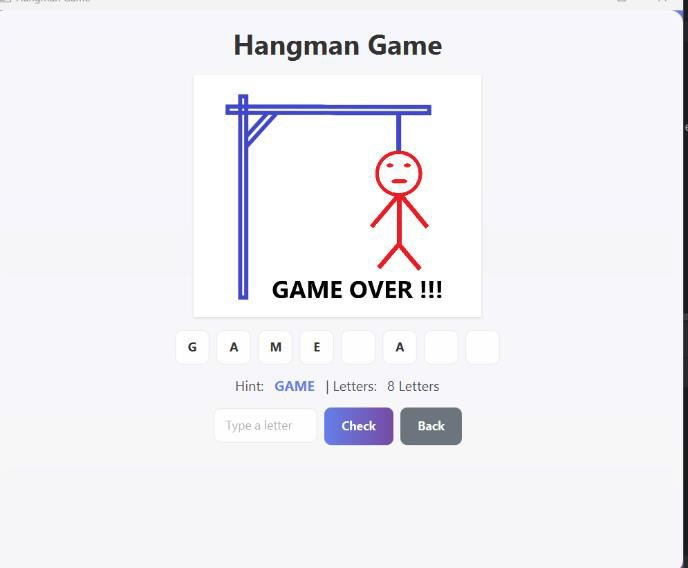 Hangman Game
GAME OVER !!!
G A M E A
Hint: GAME | Letters: 8 Letters
Type a letter Check Back